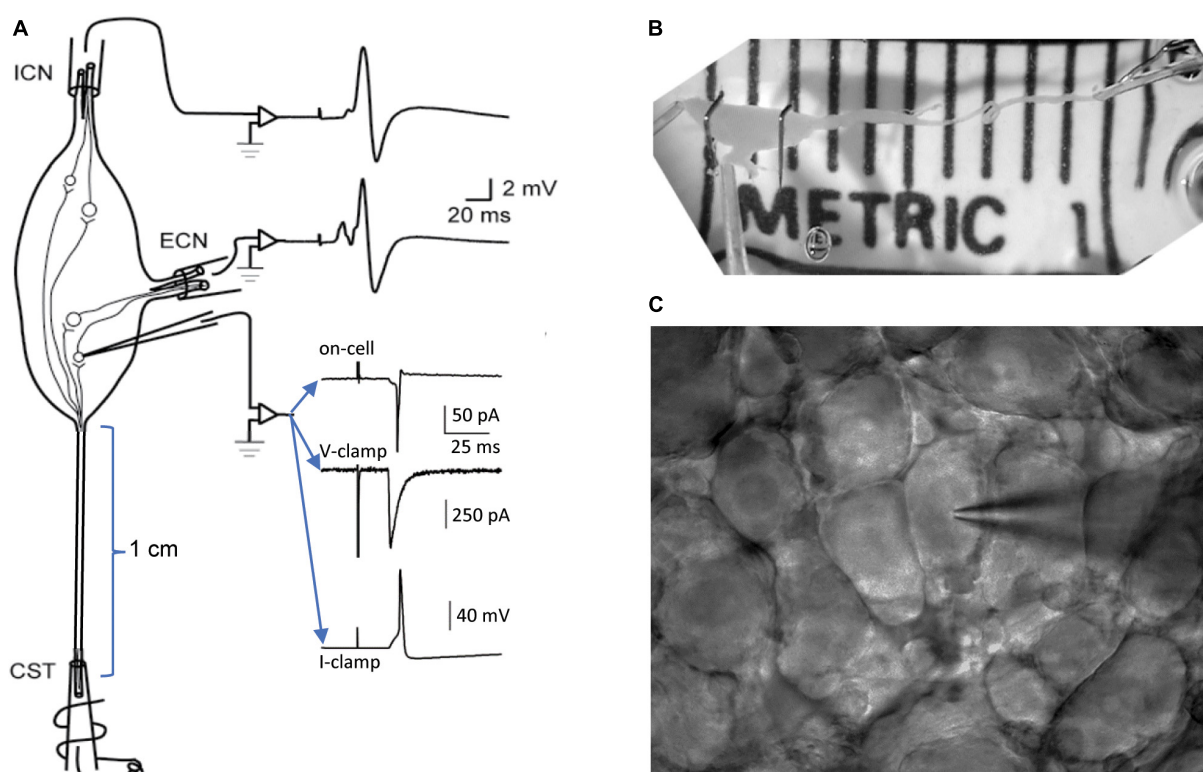 A
ICN
2 mV
20 ms
ECN
on-cell
50 pA
25 ms
V-clamp
250 pA
1 cm
40 mV
I-clamp
CST
B
METRIC 1
E
C